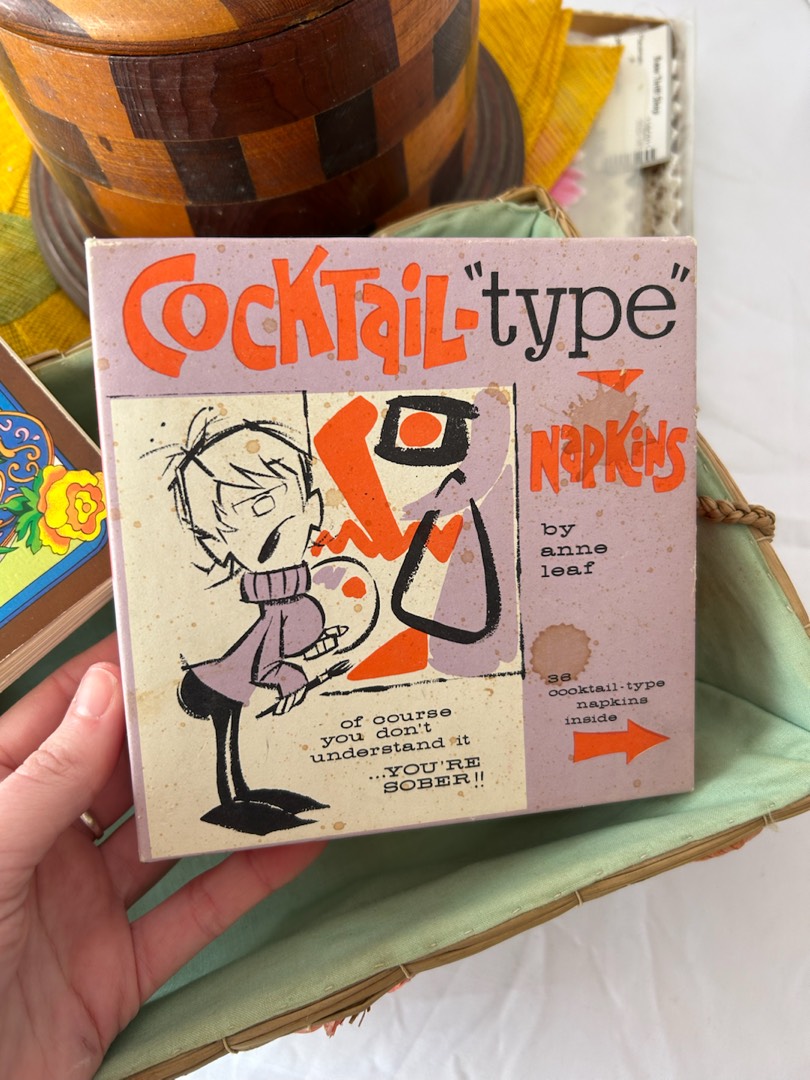 CocKTaiL-"type"
NaPKiNS
by
anne
leaf
36
cocktail-type
napkins
inside
of course
you don't
understand it
...YOU'RE
SOBER!!